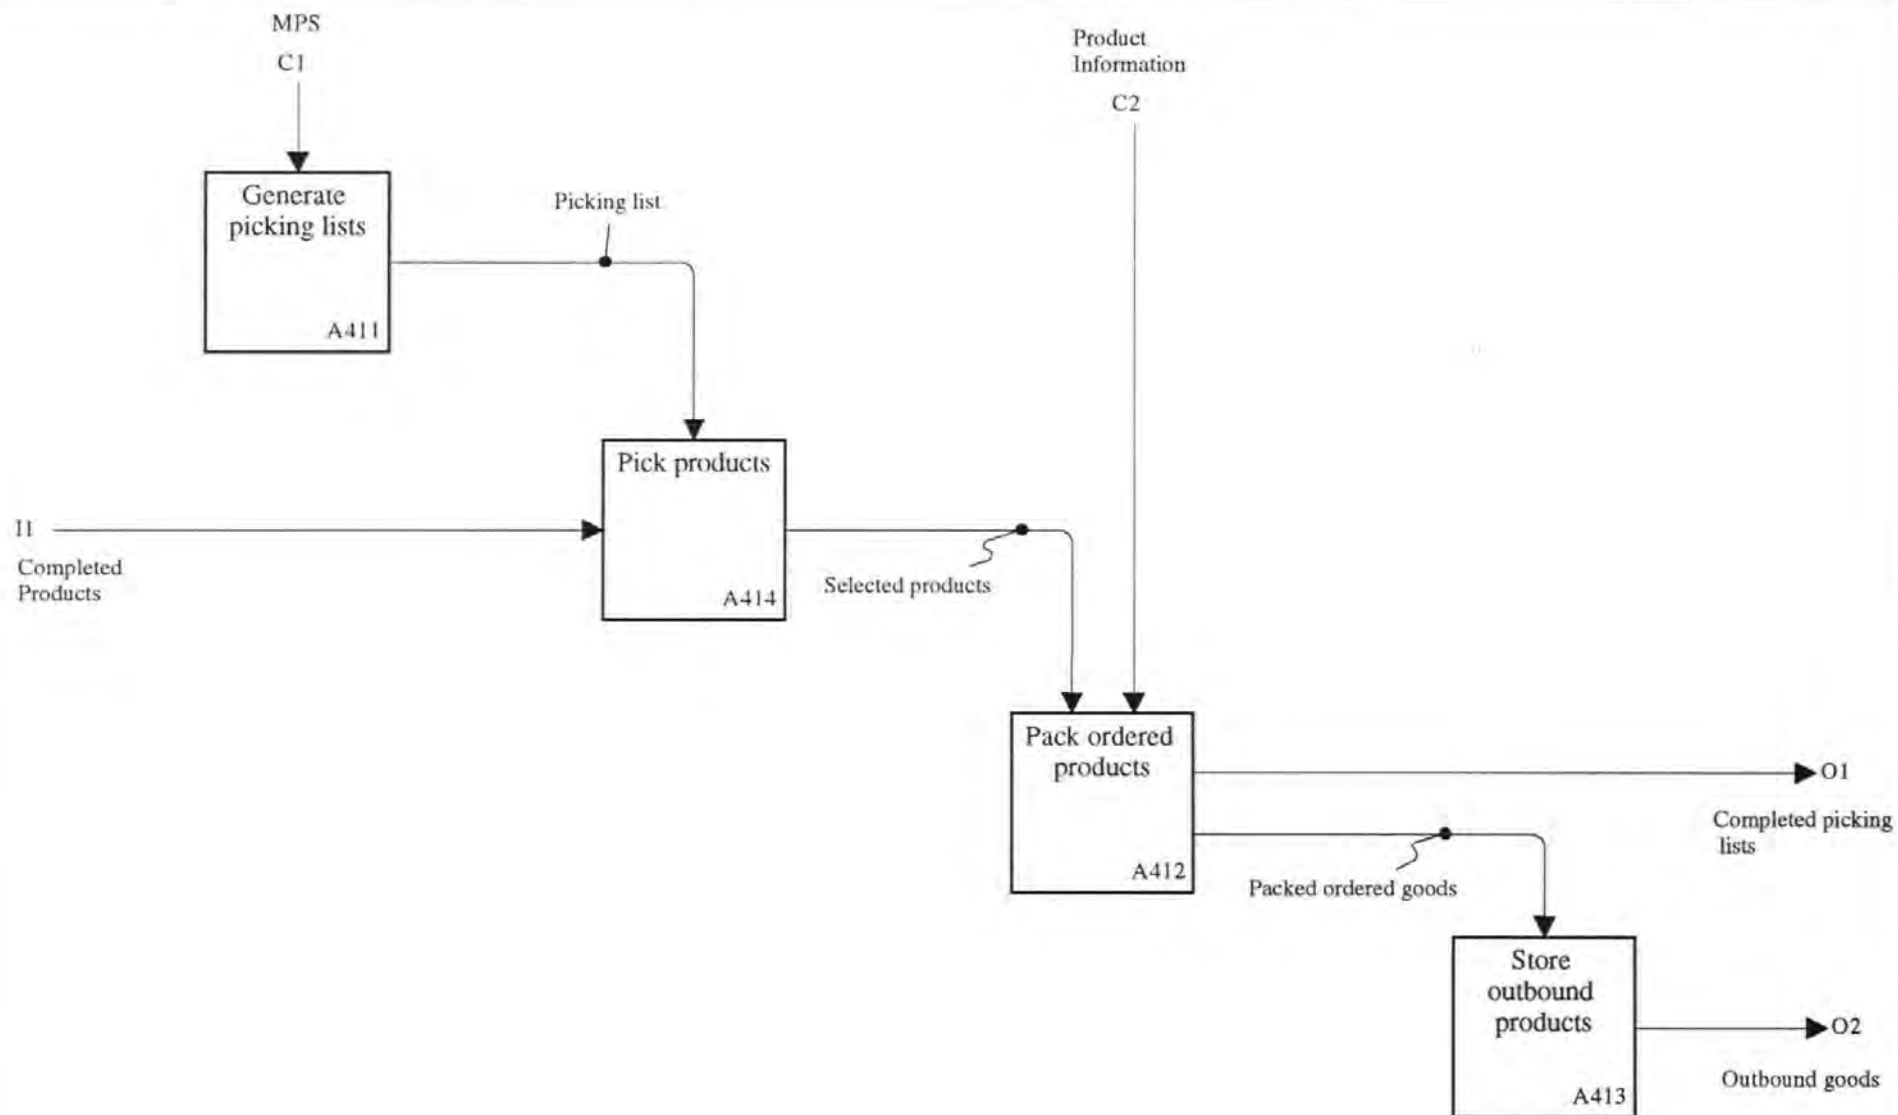 MPS
C1
Product
Information
C2
Generate
picking lists
A411
Picking list
Pick products
A414
I1
Completed
Products
Selected products
Pack ordered
products
A412
O1
Completed picking
lists
Packed ordered goods
Store
outbound
products
A413
O2
Outbound goods